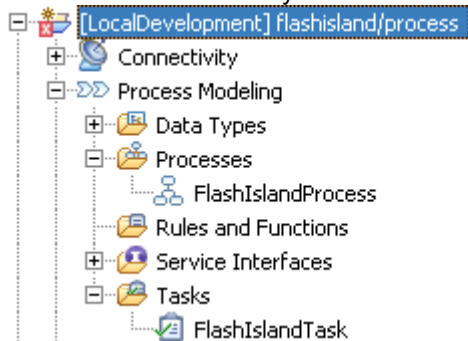 [LocalDevelopment] flashisland/process
Connectivity
Process Modeling
Data Types
Processes
FlashIslandProcess
Rules and Functions
Service Interfaces
Tasks
FlashIslandTask